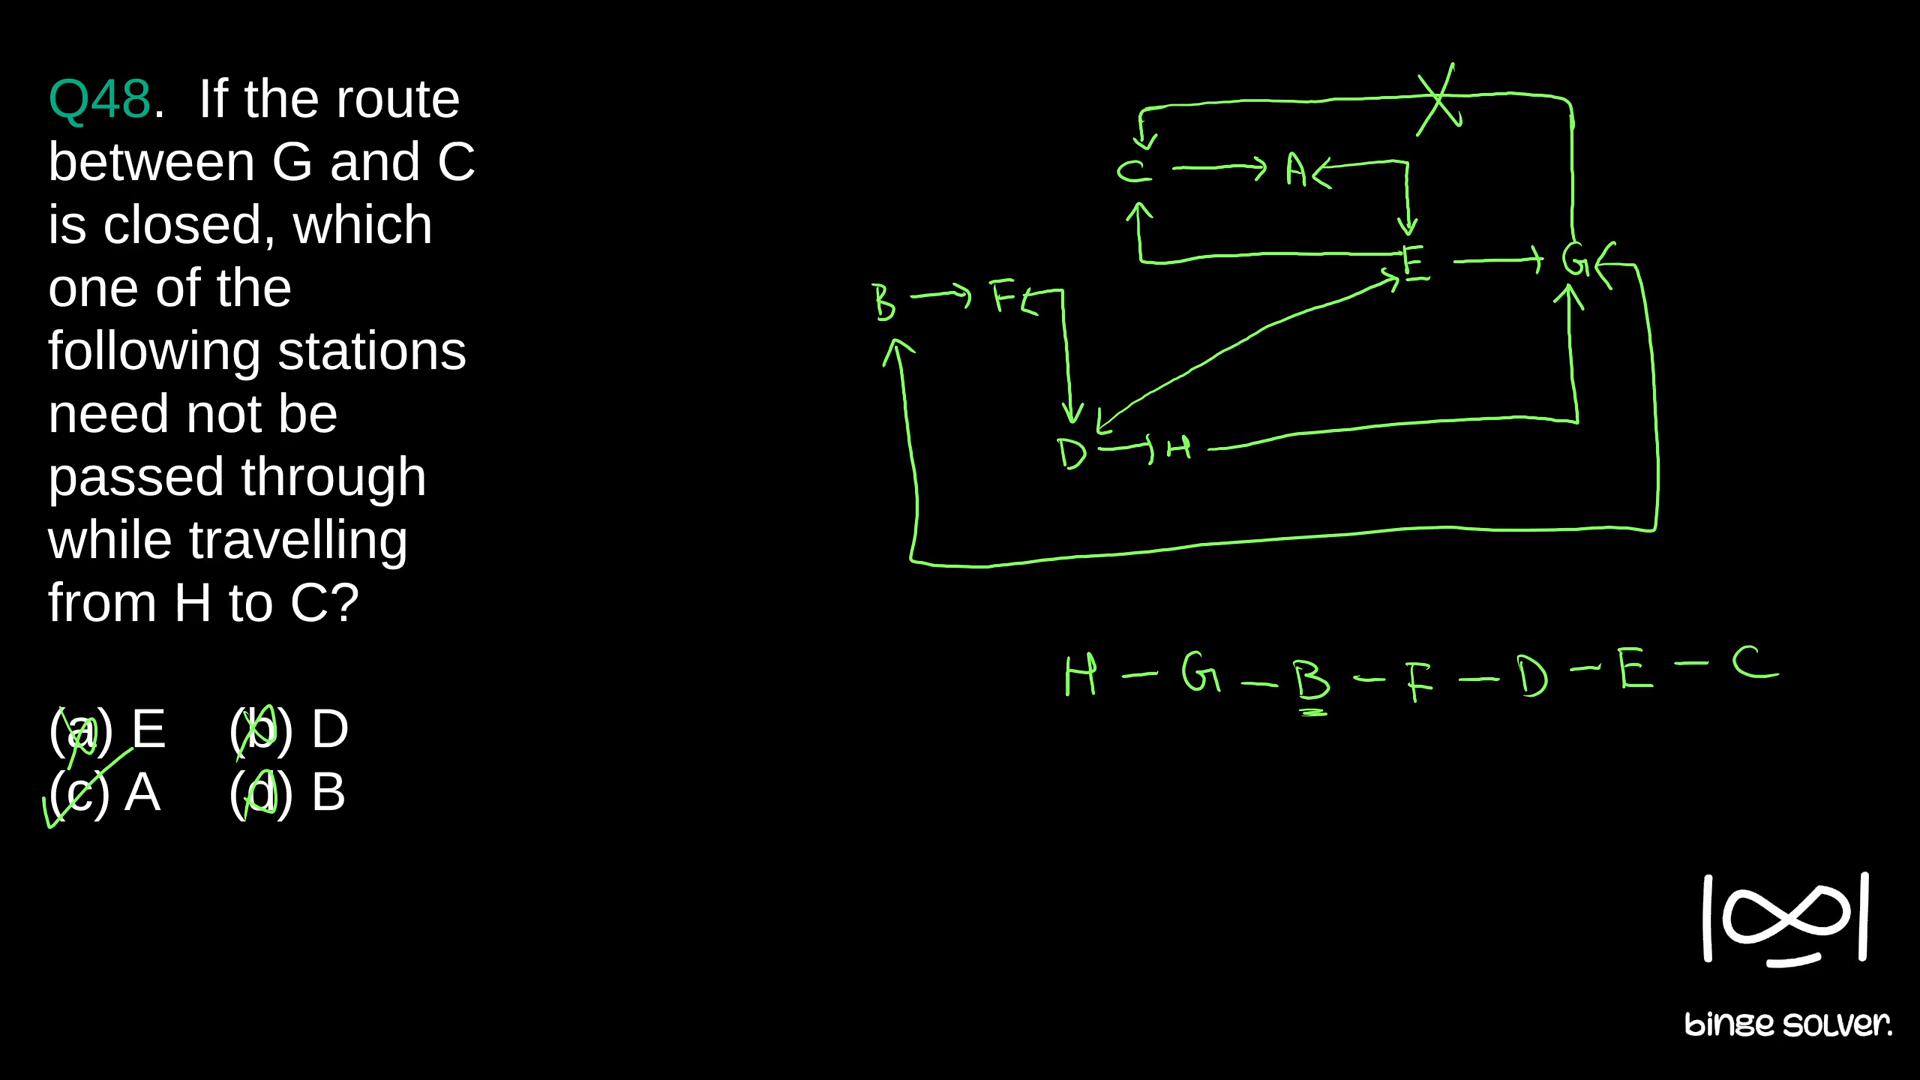 Q48. If the route
between G and C
is closed, which
one of the
following stations
need not be
passed through
while travelling
from H to C?
(a) E (b) D
(c) A (d) B
C A
E G
B F
D H
H - G - B - F - D - E - C
binge solver.